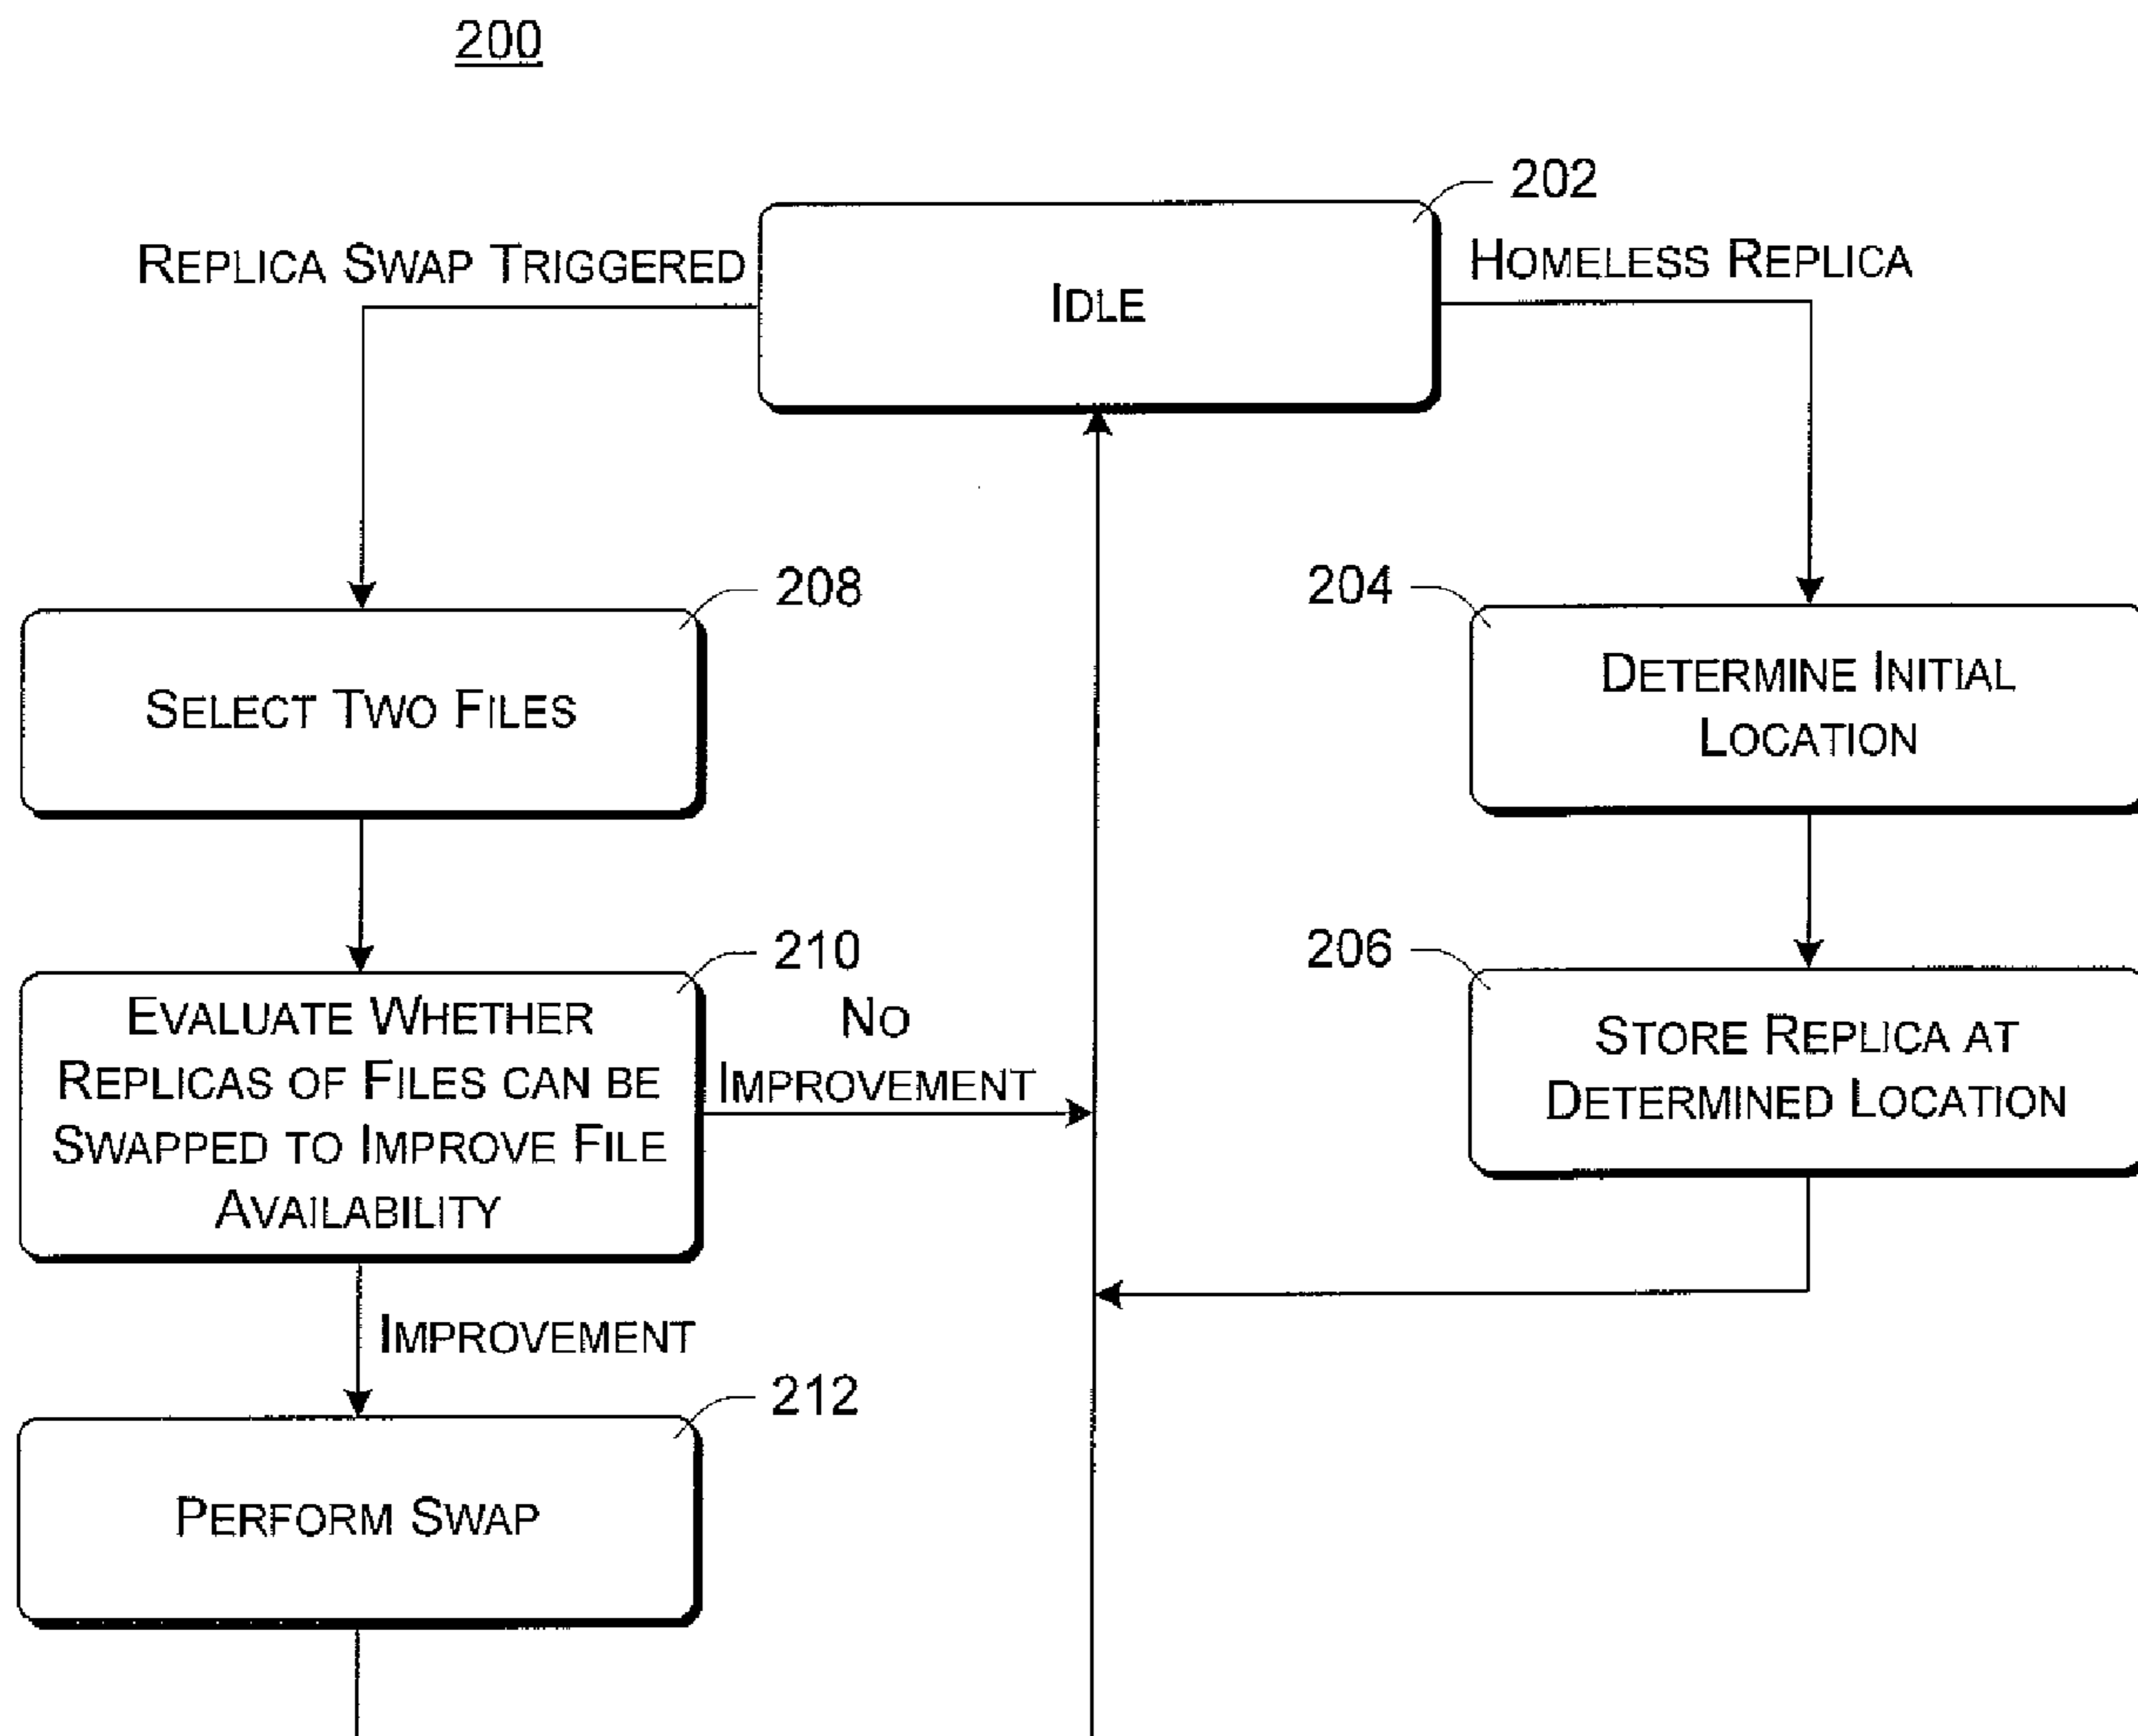 200
202
REPLICA SWAP TRIGGERED
HOMELESS REPLICA
IDLE
208
204
SELECT TWO FILES
DETERMINE INITIAL
LOCATION
210
206
EVALUATE WHETHER
REPLICAS OF FILES CAN BE
SWAPPED TO IMPROVE FILE
AVAILABILITY
NO
IMPROVEMENT
STORE REPLICA AT
DETERMINED LOCATION
IMPROVEMENT
212
PERFORM SWAP